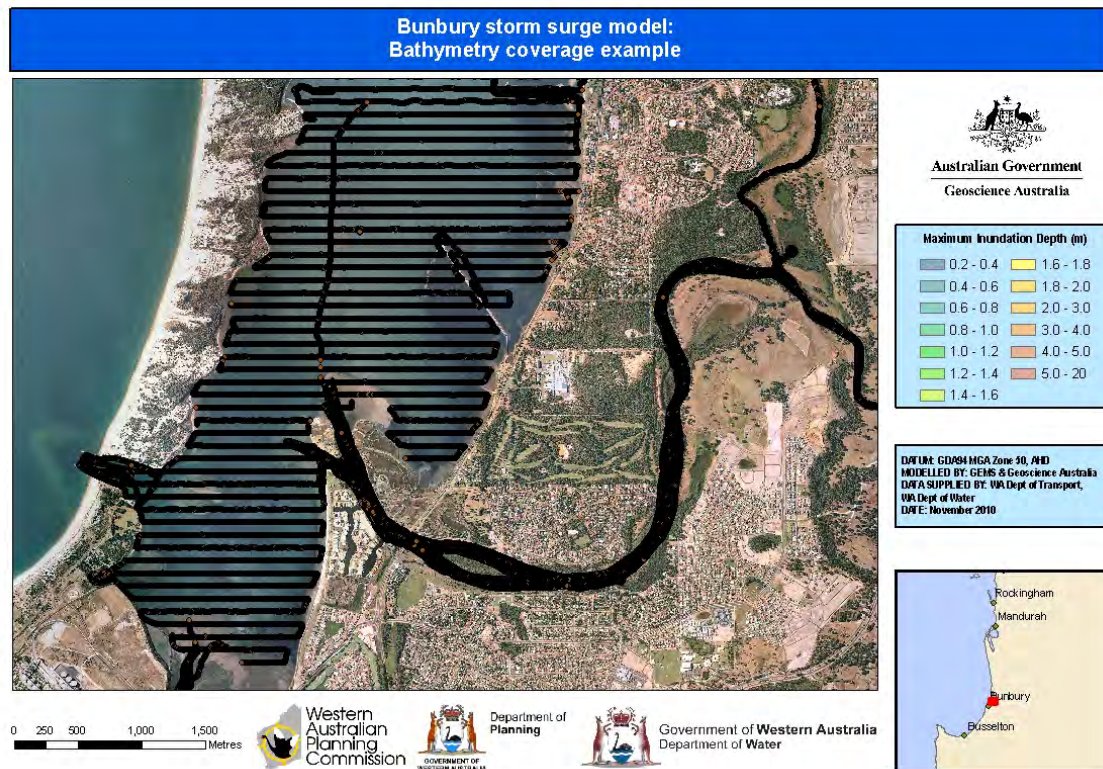 Bunbury storm surge model:
Bathymetry coverage example
Australian Government
Geoscience Australia
Maximum Inundation Depth (m)
0.2 - 0.4
0.4 - 0.6
0.6 - 0.8
0.8 - 1.0
1.0 - 1.2
1.2 - 1.4
1.4 - 1.6
1.6 - 1.8
1.8 - 2.0
2.0 - 3.0
3.0 - 4.0
4.0 - 5.0
5.0 - 20
DATUM: GDA94 MGA Zone 50, AHD
MODELLED BY: GEMS & Geoscience Australia
DATA SUPPLIED BY: WA Dept of Transport,
WA Dept of Water
DATE: November 2010
Rockingham
Mandurah
Bunbury
Busselton
0 250 500 1,000 1,500
Metres
Western
Australian
Planning
Commission
GOVERNMENT OF
WESTERN AUSTRALIA
Department of
Planning
Government of Western Australia
Department of Water